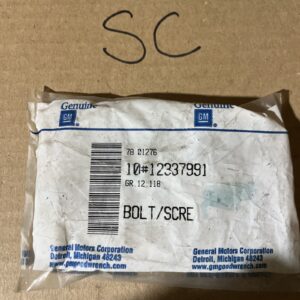 SC
Genuine
GM
Genuine
GM
78 01276
10#12337991
GR.12.118
BOLT/SCRE
General Motors Corporation
Detroit, Michigan 48243
www.gmgoodwrench.com
General Motors Corporation
Detroit, Michigan 48243
www.gmgoodwrench.com